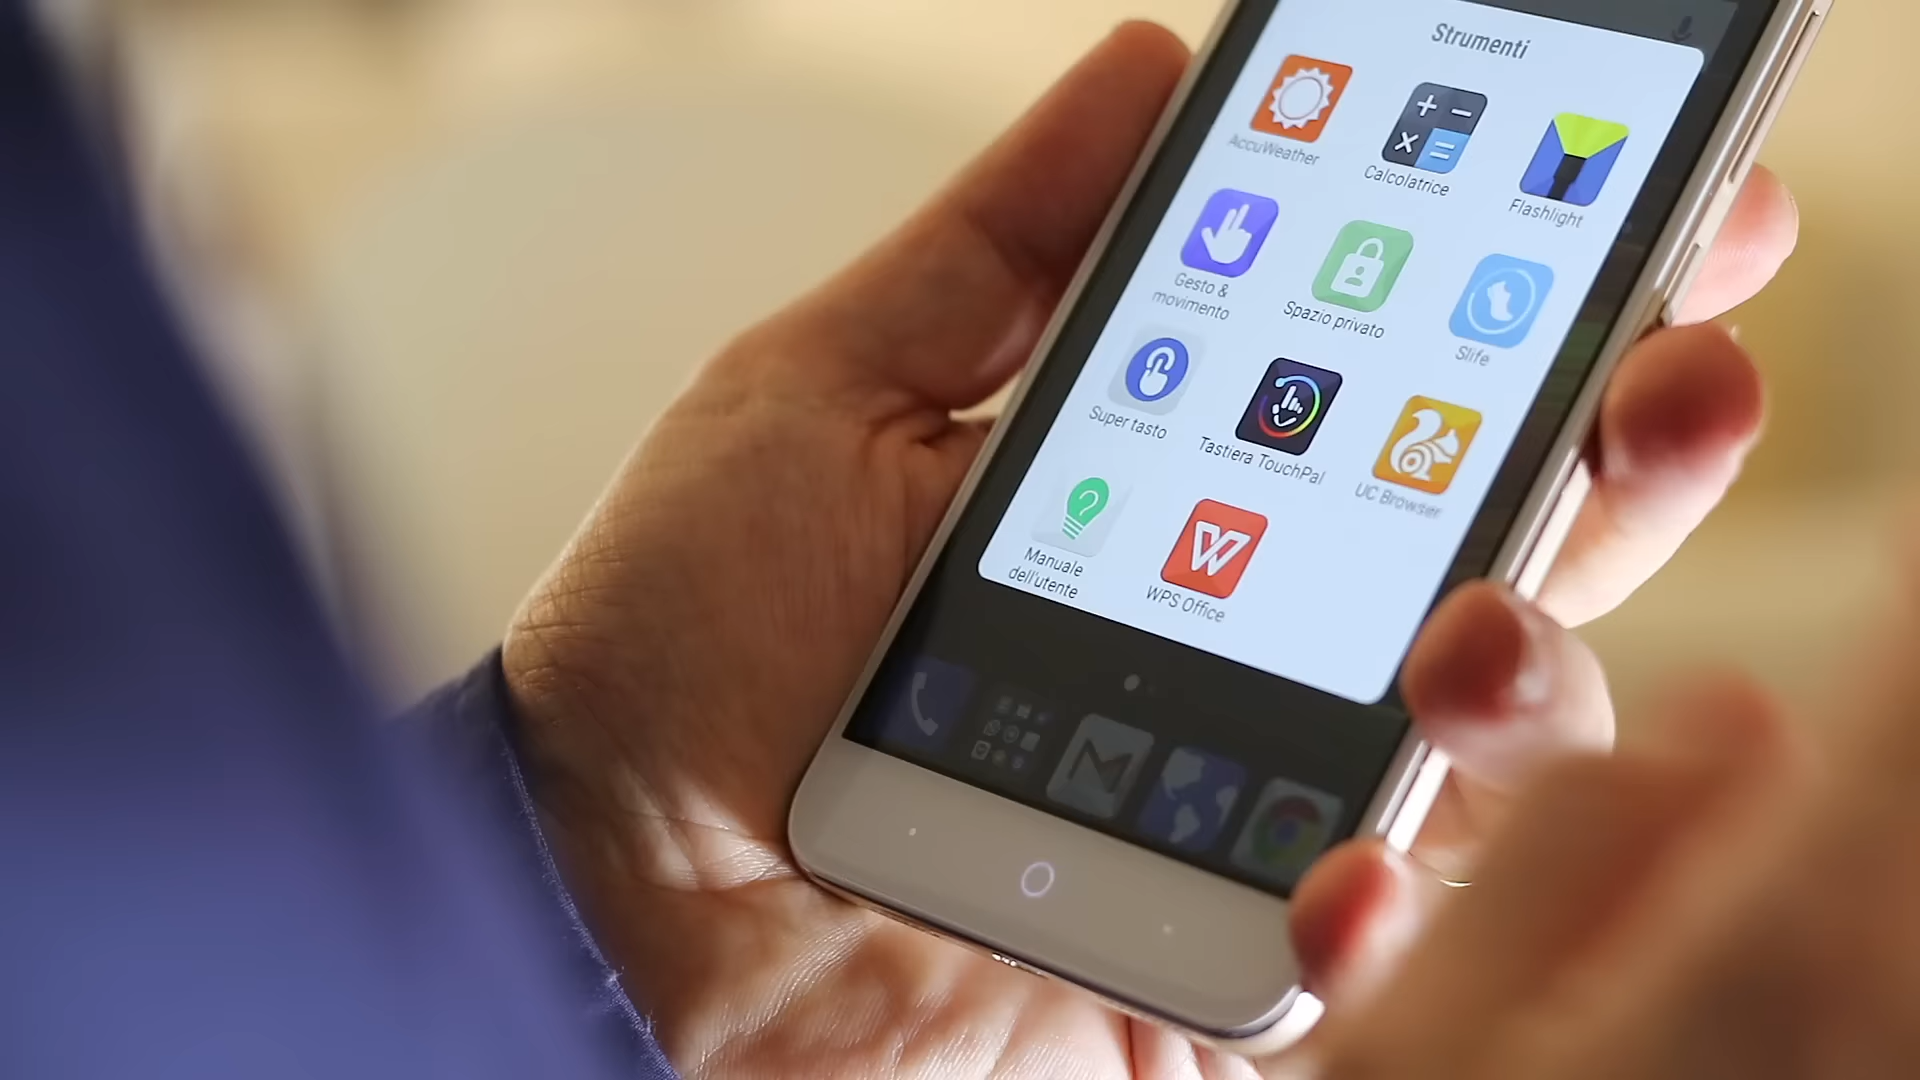 Strumenti
AccuWeather
Calcolatrice
Flashlight
Gesto &
movimento
Spazio privato
Slife
Super tasto
Tastiera TouchPal
UC Browser
Manuale
dell'utente
WPS Office